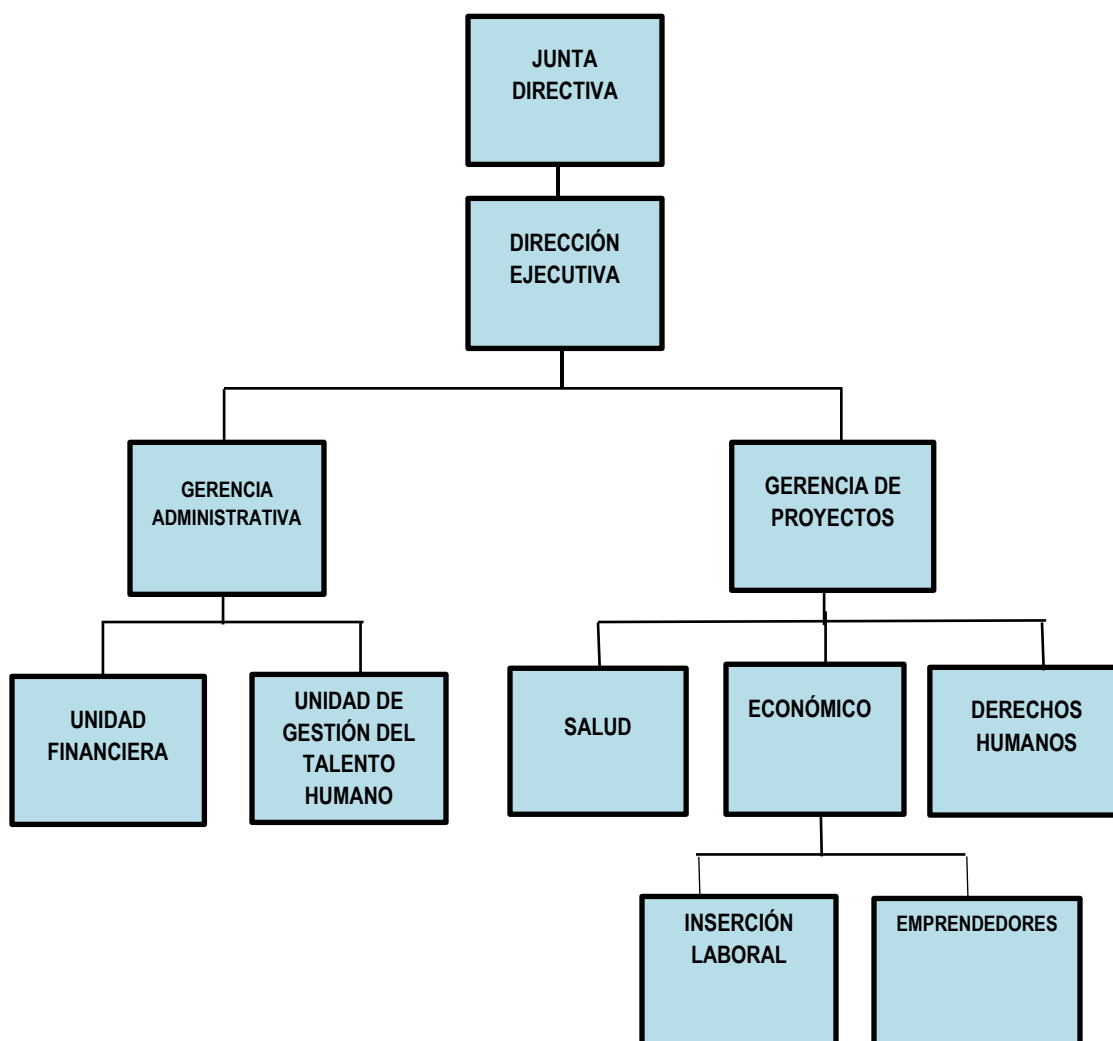 JUNTA
DIRECTIVA
DIRECCIÓN
EJECUTIVA
GERENCIA
ADMINISTRATIVA
GERENCIA DE
PROYECTOS
UNIDAD
FINANCIERA
UNIDAD DE
GESTIÓN DEL
TALENTO
HUMANO
SALUD
ECONÓMICO
DERECHOS
HUMANOS
INSERCIÓN
LABORAL
EMPRENDEDORES